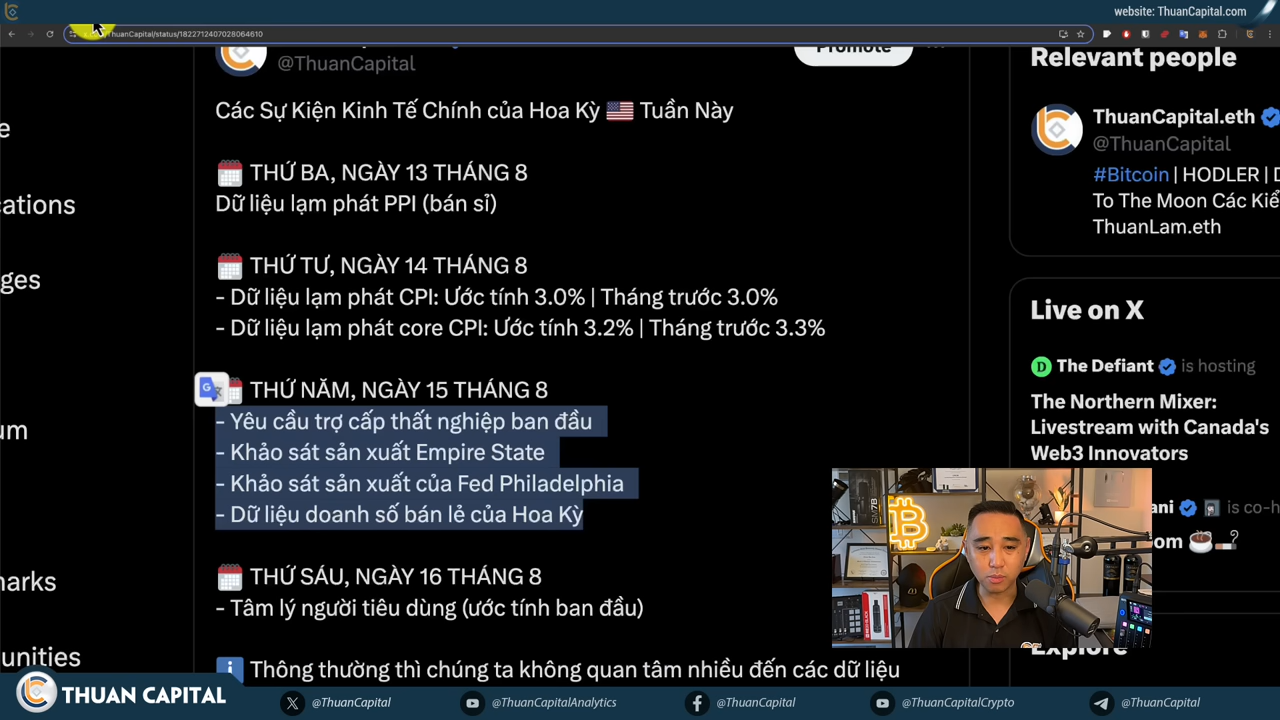 website: ThuanCapital.com
ThuanCapital/status/1822712407028064610
Promote
@ThuanCapital
Các Sự Kiện Kinh Tế Chính của Hoa Kỳ 🇺🇸 Tuần Này
THỨ BA, NGÀY 13 THÁNG 8
Dữ liệu lạm phát PPI (bán sỉ)
THỨ TƯ, NGÀY 14 THÁNG 8
- Dữ liệu lạm phát CPI: Ước tính 3.0% | Tháng trước 3.0%
- Dữ liệu lạm phát core CPI: Ước tính 3.2% | Tháng trước 3.3%
THỨ NĂM, NGÀY 15 THÁNG 8
- Yêu cầu trợ cấp thất nghiệp ban đầu
- Khảo sát sản xuất Empire State
- Khảo sát sản xuất của Fed Philadelphia
- Dữ liệu doanh số bán lẻ của Hoa Kỳ
THỨ SÁU, NGÀY 16 THÁNG 8
- Tâm lý người tiêu dùng (ước tính ban đầu)
Thông thường thì chúng ta không quan tâm nhiều đến các dữ liệu
e
cations
ges
um
arks
unities
Relevant people
ThuanCapital.eth
@ThuanCapital
#Bitcoin | HODLER | D
To The Moon Các Kiể
ThuanLam.eth
Live on X
The Defiant is hosting
The Northern Mixer:
Livestream with Canada's
Web3 Innovators
ani is co-h
om
Explore
SM7B
THUAN CAPITAL
@ThuanCapital
@ThuanCapitalAnalytics
@ThuanCapital
@ThuanCapitalCrypto
@ThuanCapital